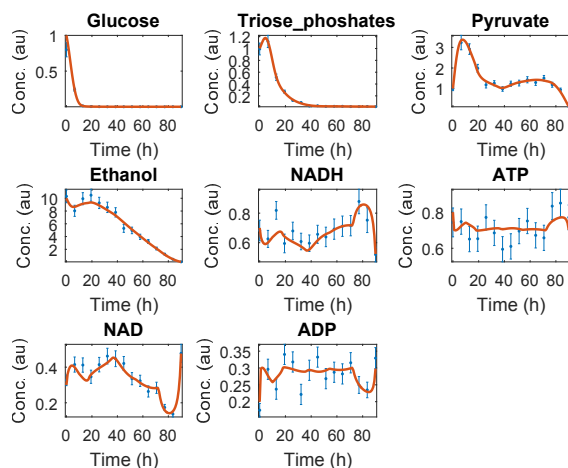 Glucose
Conc. (au)
1
0.5
0 20 40 60 80
Time (h)
Triose_phoshates
Conc. (au)
1.2
1
0.8
0.6
0.4
0.2
0 20 40 60 80
Time (h)
Pyruvate
Conc. (au)
3
2
1
0 20 40 60 80
Time (h)
Ethanol
Conc. (au)
10
8
6
4
2
0 20 40 60 80
Time (h)
NADH
Conc. (au)
0.8
0.6
0 20 40 60 80
Time (h)
ATP
Conc. (au)
0.8
0.6
0 20 40 60 80
Time (h)
NAD
Conc. (au)
0.4
0.2
0 20 40 60 80
Time (h)
ADP
Conc. (au)
0.35
0.3
0.25
0.2
0 20 40 60 80
Time (h)